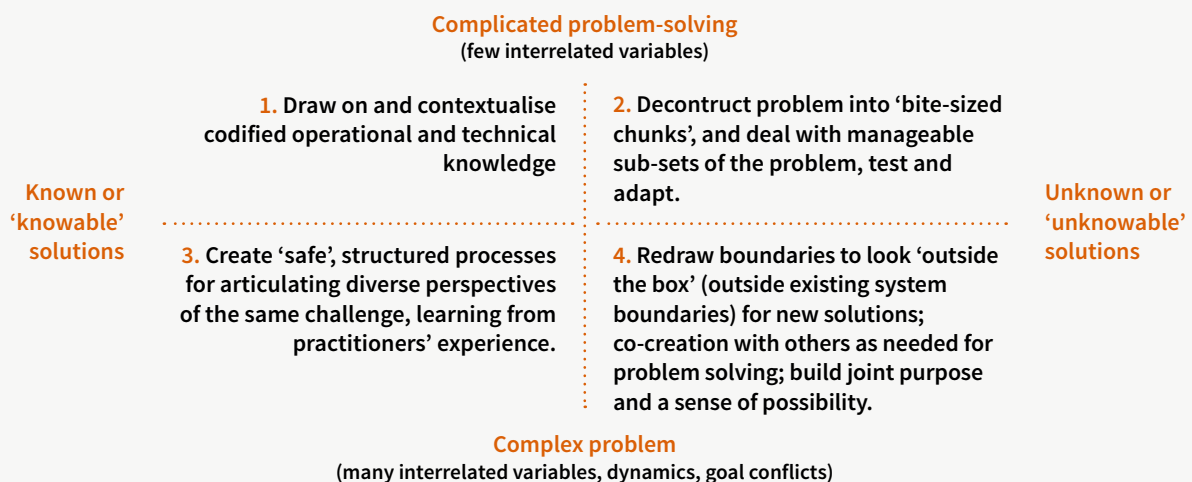 Complicated problem-solving
(few interrelated variables)
1. Draw on and contextualise
codified operational and technical
knowledge
2. Decontruct problem into ‘bite-sized
chunks’, and deal with manageable
sub-sets of the problem, test and
adapt.
Known or
‘knowable’
solutions
Unknown or
‘unknowable’
solutions
3. Create ‘safe’, structured processes
for articulating diverse perspectives
of the same challenge, learning from
practitioners’ experience.
4. Redraw boundaries to look ‘outside
the box’ (outside existing system
boundaries) for new solutions;
co-creation with others as needed for
problem solving; build joint purpose
and a sense of possibility.
Complex problem
(many interrelated variables, dynamics, goal conflicts)